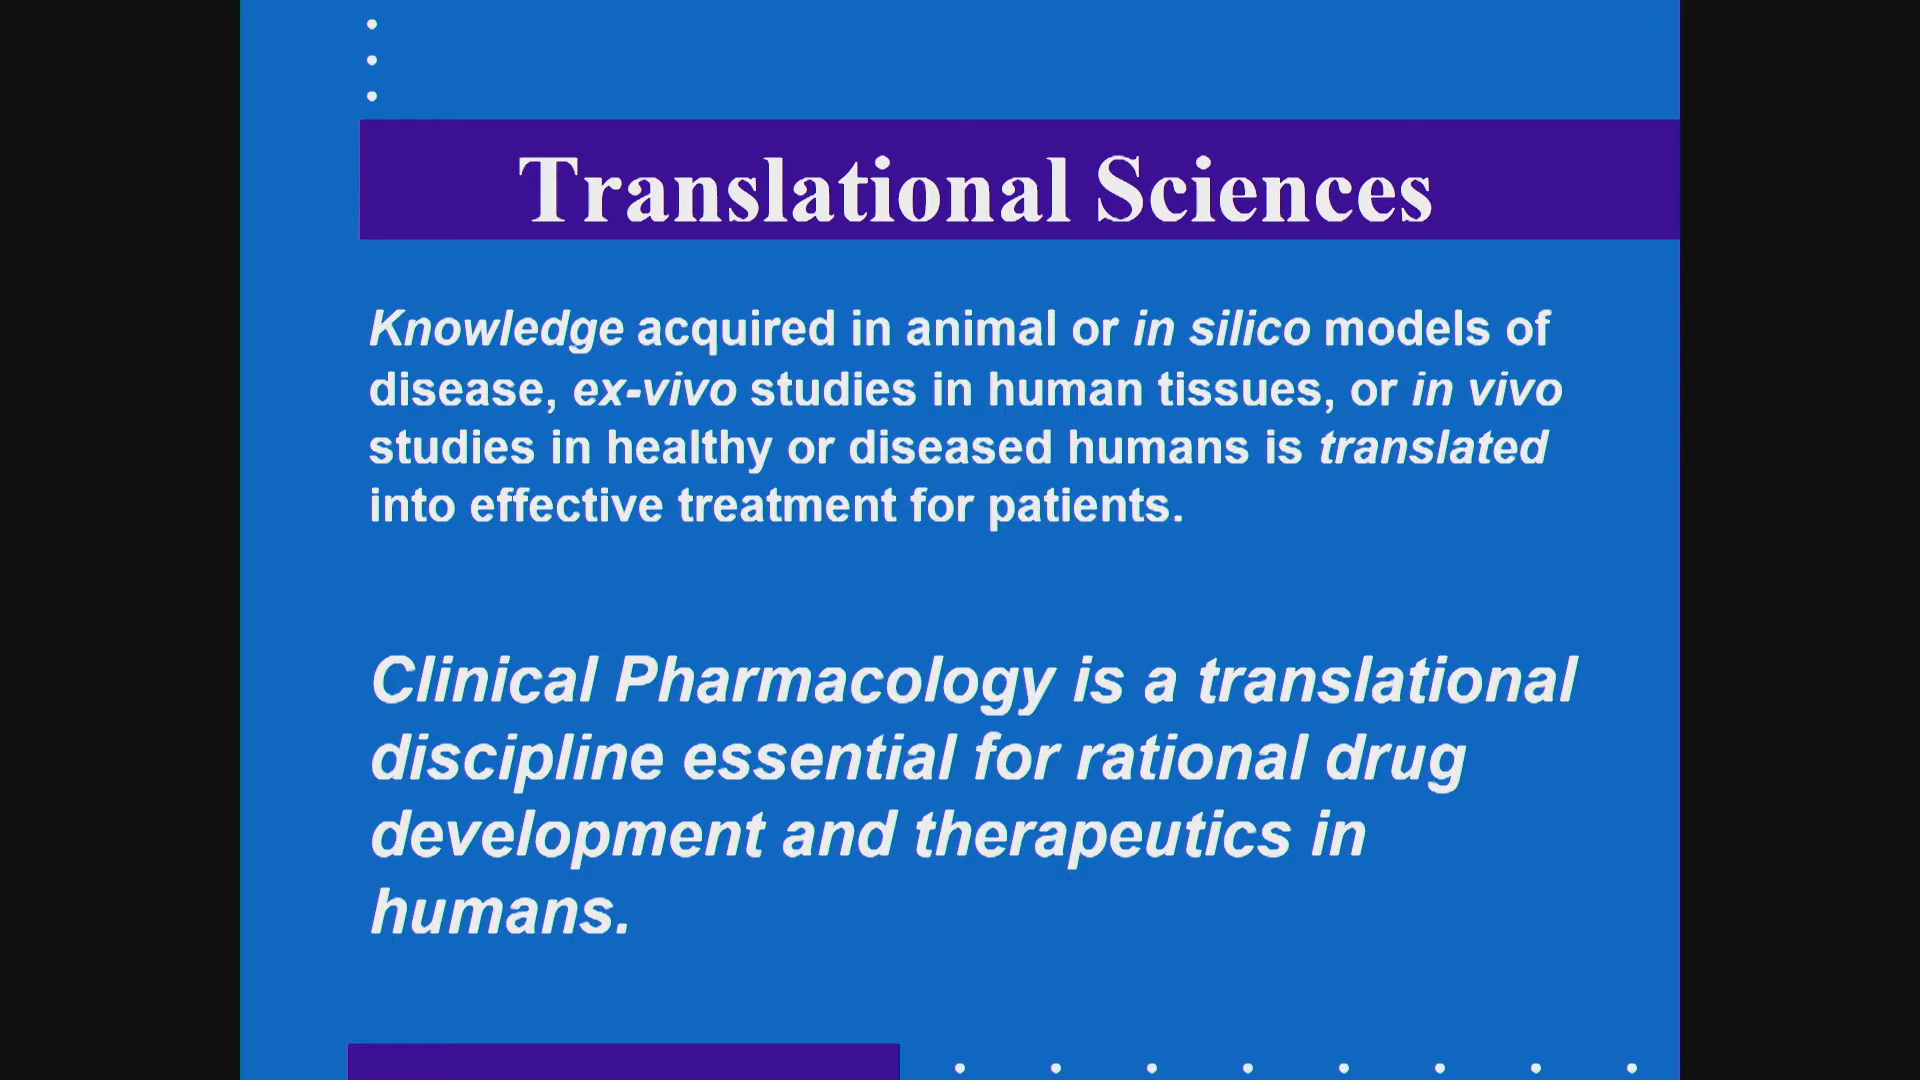 Translational Sciences
Knowledge acquired in animal or in silico models of
disease, ex-vivo studies in human tissues, or in vivo
studies in healthy or diseased humans is translated
into effective treatment for patients.
Clinical Pharmacology is a translational
discipline essential for rational drug
development and therapeutics in
humans.